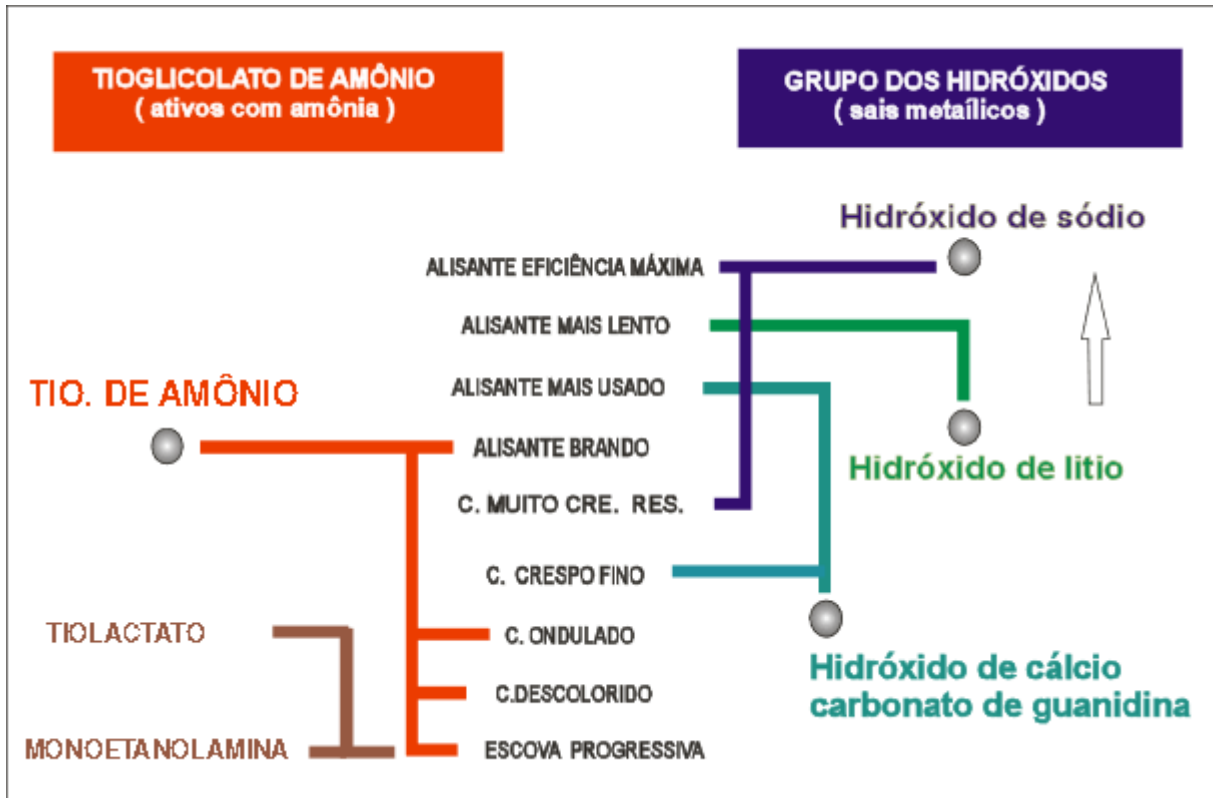 TIOGLICOLATO DE AMÔNIO
( ativos com amônia )
GRUPO DOS HIDRÓXIDOS
( sais metaílicos )
Hidróxido de sódio
ALISANTE EFICIÊNCIA MÁXIMA
ALISANTE MAIS LENTO
ALISANTE MAIS USADO
TIO. DE AMÔNIO
ALISANTE BRANDO
Hidróxido de litio
C. MUITO CRE. RES.
C. CRESPO FINO
TIOLACTATO
C. ONDULADO
Hidróxido de cálcio
carbonato de guanidina
C.DESCOLORIDO
MONOETANOLAMINA
ESCOVA PROGRESSIVA